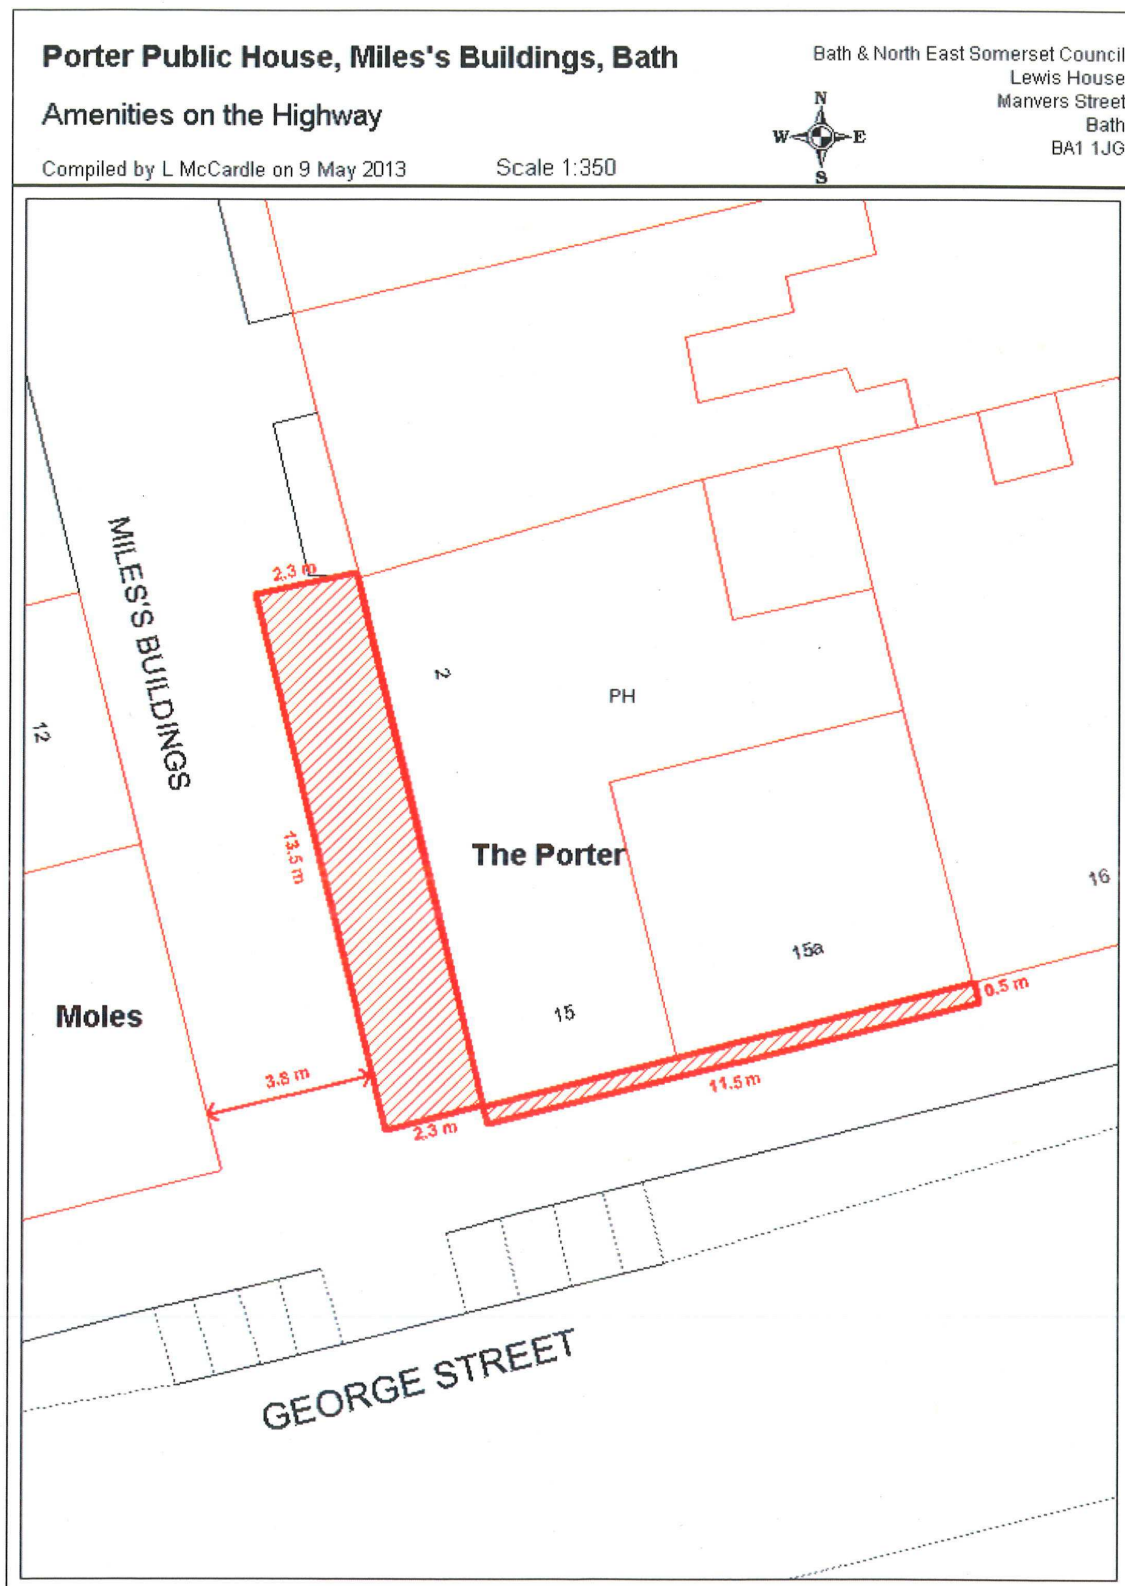 Porter Public House, Miles's Buildings, Bath
Amenities on the Highway
Compiled by L McCardle on 9 May 2013
Scale 1:350
N
W
E
S
Bath & North East Somerset Council
Lewis House
Manvers Street
Bath
BA1 1JG
MILES'S BUILDINGS
2.3 m
2
PH
12
13.5 m
The Porter
16
15a
15
Moles
0.5 m
3.8 m
11.5 m
2.3 m
GEORGE STREET